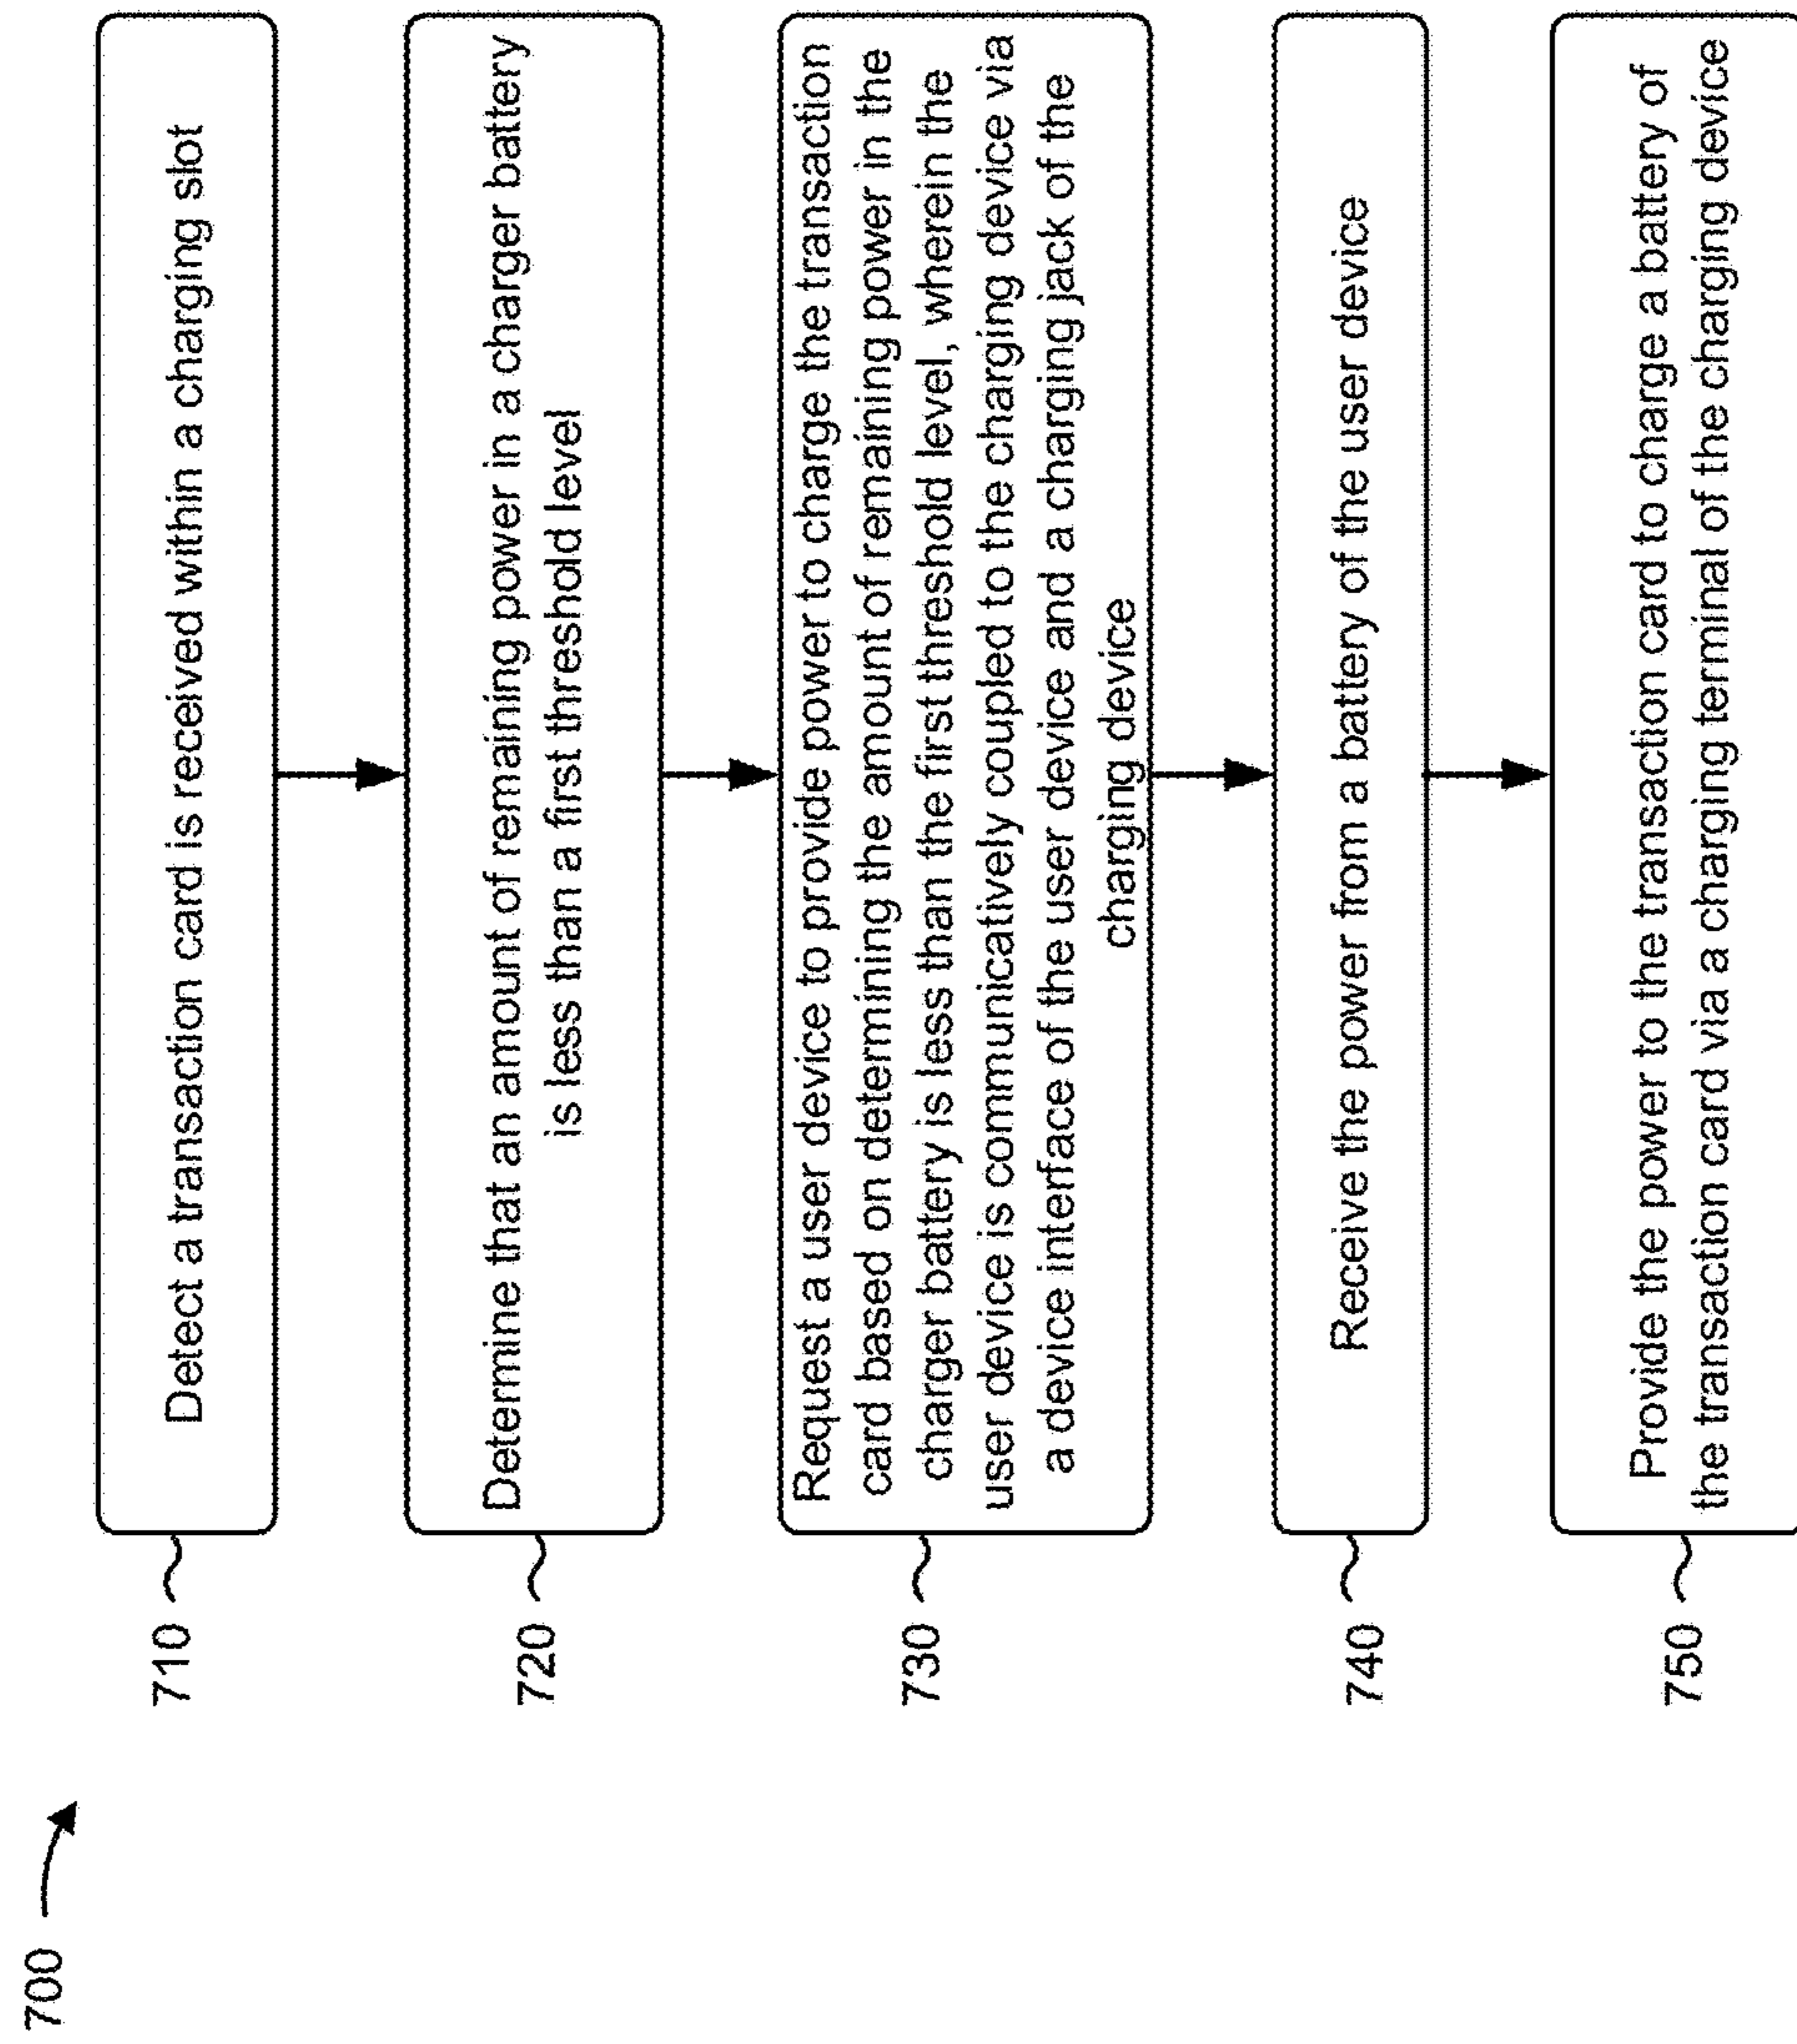 700
710
Detect a transaction card is received within a charging slot
720
Determine that an amount of remaining power in a charger battery
is less than a first threshold level
730
Request a user device to provide power to charge the transaction
card based on determining the amount of remaining power in the
charger battery is less than the first threshold level, wherein the
user device is communicatively coupled to the charging device via
a device interface of the user device and a charging jack of the
charging device
740
Receive the power from a battery of the user device
750
Provide the power to the transaction card to charge a battery of
the transaction card via a charging terminal of the charging device